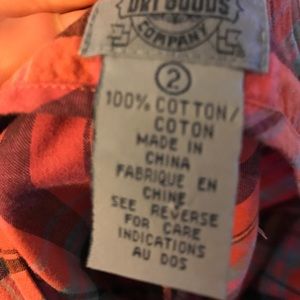 DRY GOODS
COMPANY
2
100% COTTON/
COTON
MADE IN
CHINA
FABRIQUE EN
CHINE/
SEE REVERSE
FOR CARE
INDICATIONS
AU DOS